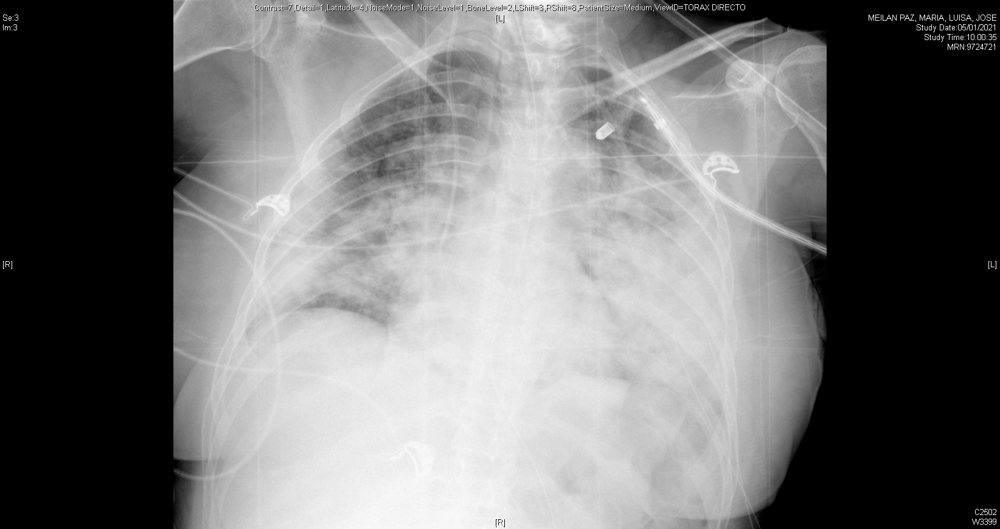 Contrast=7,Detail=1,Latitude=4,NoiseMode=1,NoiseLevel=1,BoneLevel=2,LShift=3,RShift=8,PatientSize=Medium,ViewID=TORAX DIRECTO
[L]
Se:3
Im:3
MEILAN PAZ, MARIA, LUISA, JOSE
Study Date:05/01/2021
Study Time:10:00:35
MRN:9724721
[R]
[L]
[R]
C2502
W3399